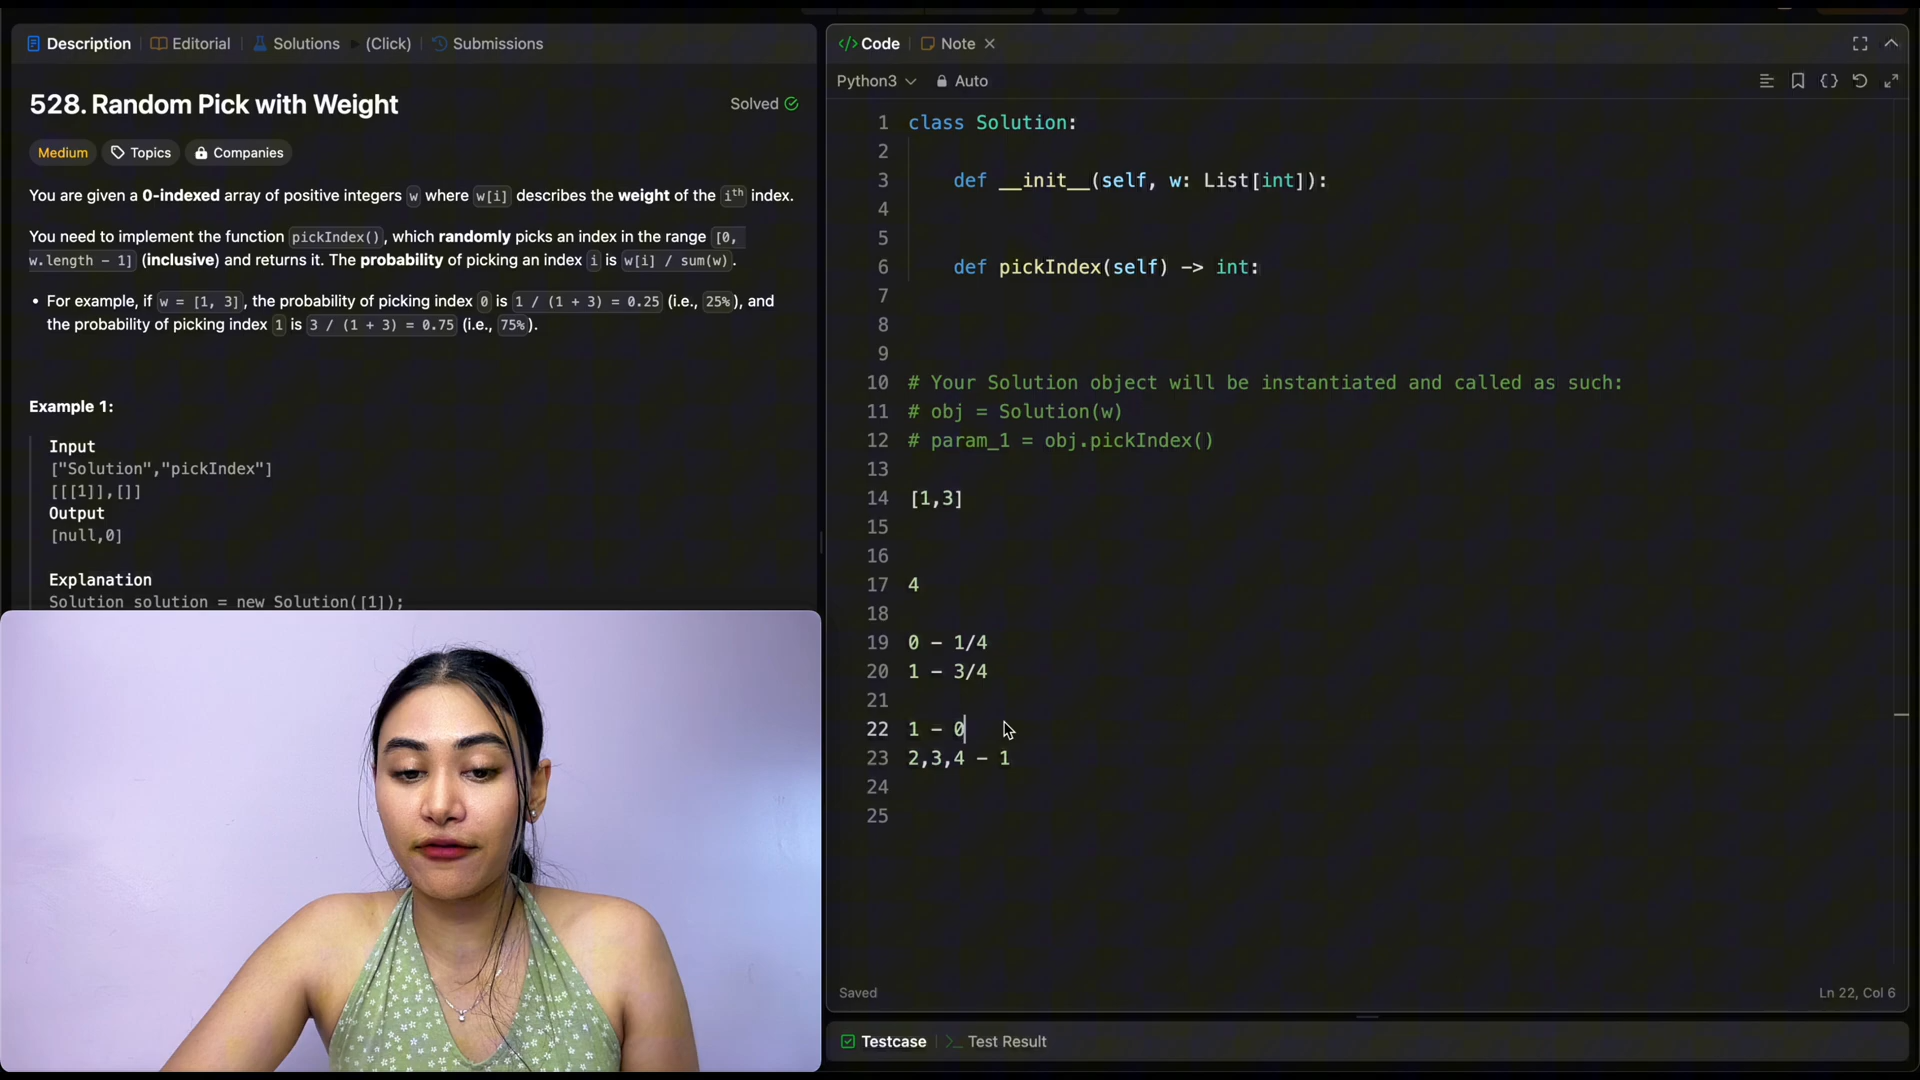 Description
Editorial
Solutions
(Click)
Submissions
528. Random Pick with Weight
Solved
Medium
Topics
Companies
You are given a 0-indexed array of positive integers w where w[i] describes the weight of the ith index.
You need to implement the function pickIndex(), which randomly picks an index in the range [0,
w.length - 1] (inclusive) and returns it. The probability of picking an index i is w[i] / sum(w).
• For example, if w = [1, 3], the probability of picking index 0 is 1 / (1 + 3) = 0.25 (i.e., 25%), and
the probability of picking index 1 is 3 / (1 + 3) = 0.75 (i.e., 75%).
Example 1:
Input
["Solution","pickIndex"]
[[[1]],[]]
Output
[null,0]
Explanation
Solution solution = new Solution([1]);
</> Code
Note
Python3
Auto
1 class Solution:
2
3 def __init__(self, w: List[int]):
4
5
6 def pickIndex(self) -> int:
7
8
9
10 # Your Solution object will be instantiated and called as such:
11 # obj = Solution(w)
12 # param_1 = obj.pickIndex()
13
14 [1,3]
15
16
17 4
18
19 0 - 1/4
20 1 - 3/4
21
22 1 - 0
23 2,3,4 - 1
24
25
Saved
Ln 22, Col 6
Testcase
Test Result